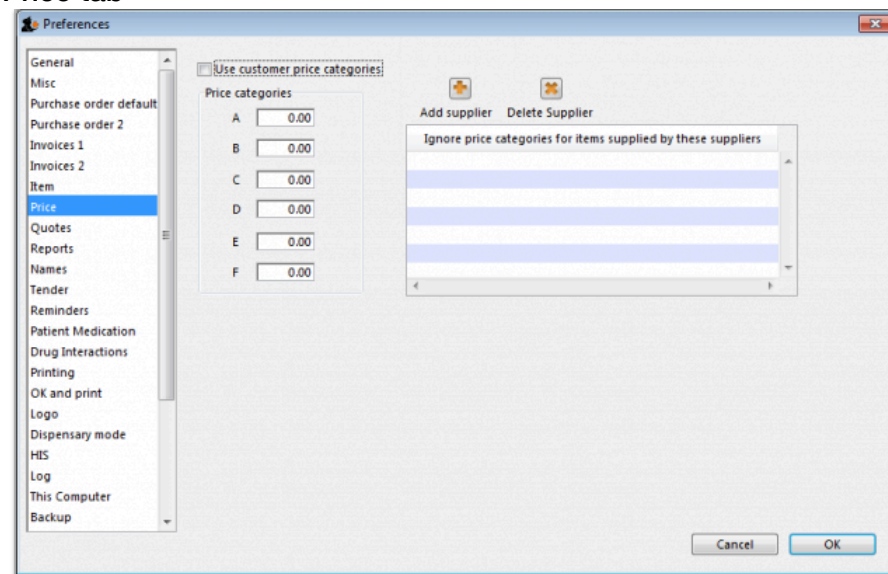 Price tab
Preferences
General
Misc
Purchase order default
Purchase order 2
Invoices 1
Invoices 2
Item
Price
Quotes
Reports
Names
Tender
Reminders
Patient Medication
Drug Interactions
Printing
OK and print
Logo
Dispensary mode
HIS
Log
This Computer
Backup
Use customer price categories
Price categories
A 0.00
B 0.00
C 0.00
D 0.00
E 0.00
F 0.00
Add supplier Delete Supplier
Ignore price categories for items supplied by these suppliers
Cancel OK